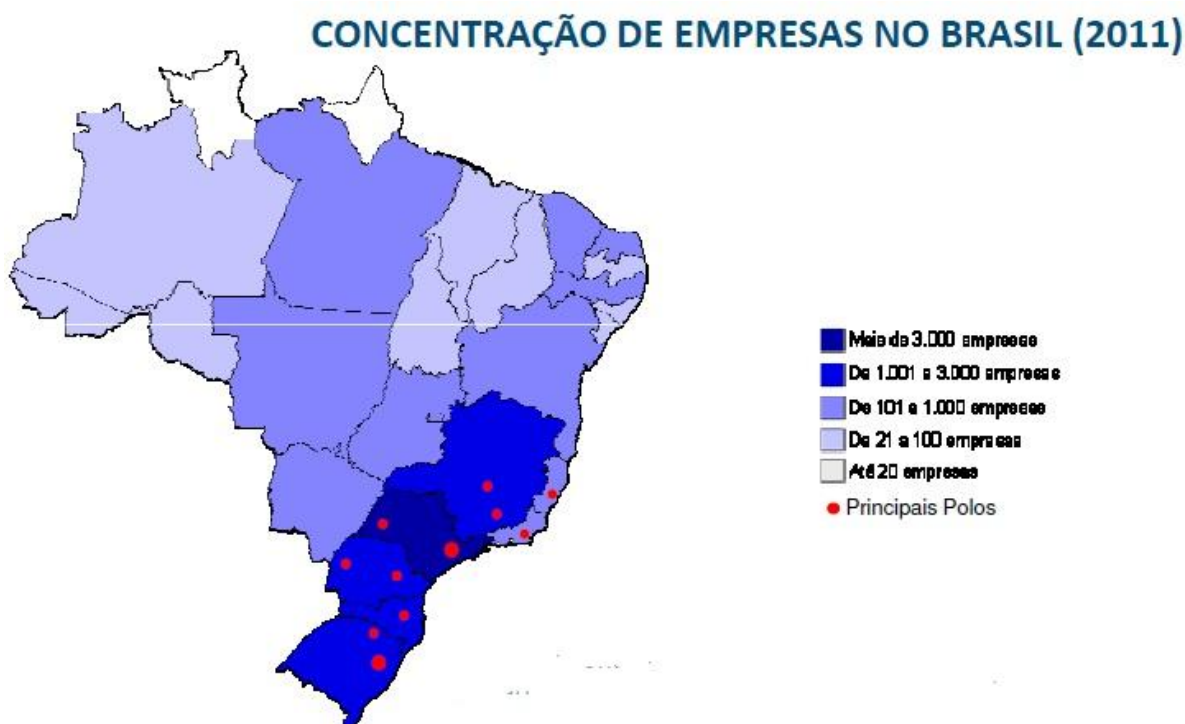 CONCENTRAÇÃO DE EMPRESAS NO BRASIL (2011)
Mais de 3.000 empresas
De 1.001 a 3.000 empresas
De 101 a 1.000 empresas
De 21 a 100 empresas
Até 20 empresas
Principais Polos